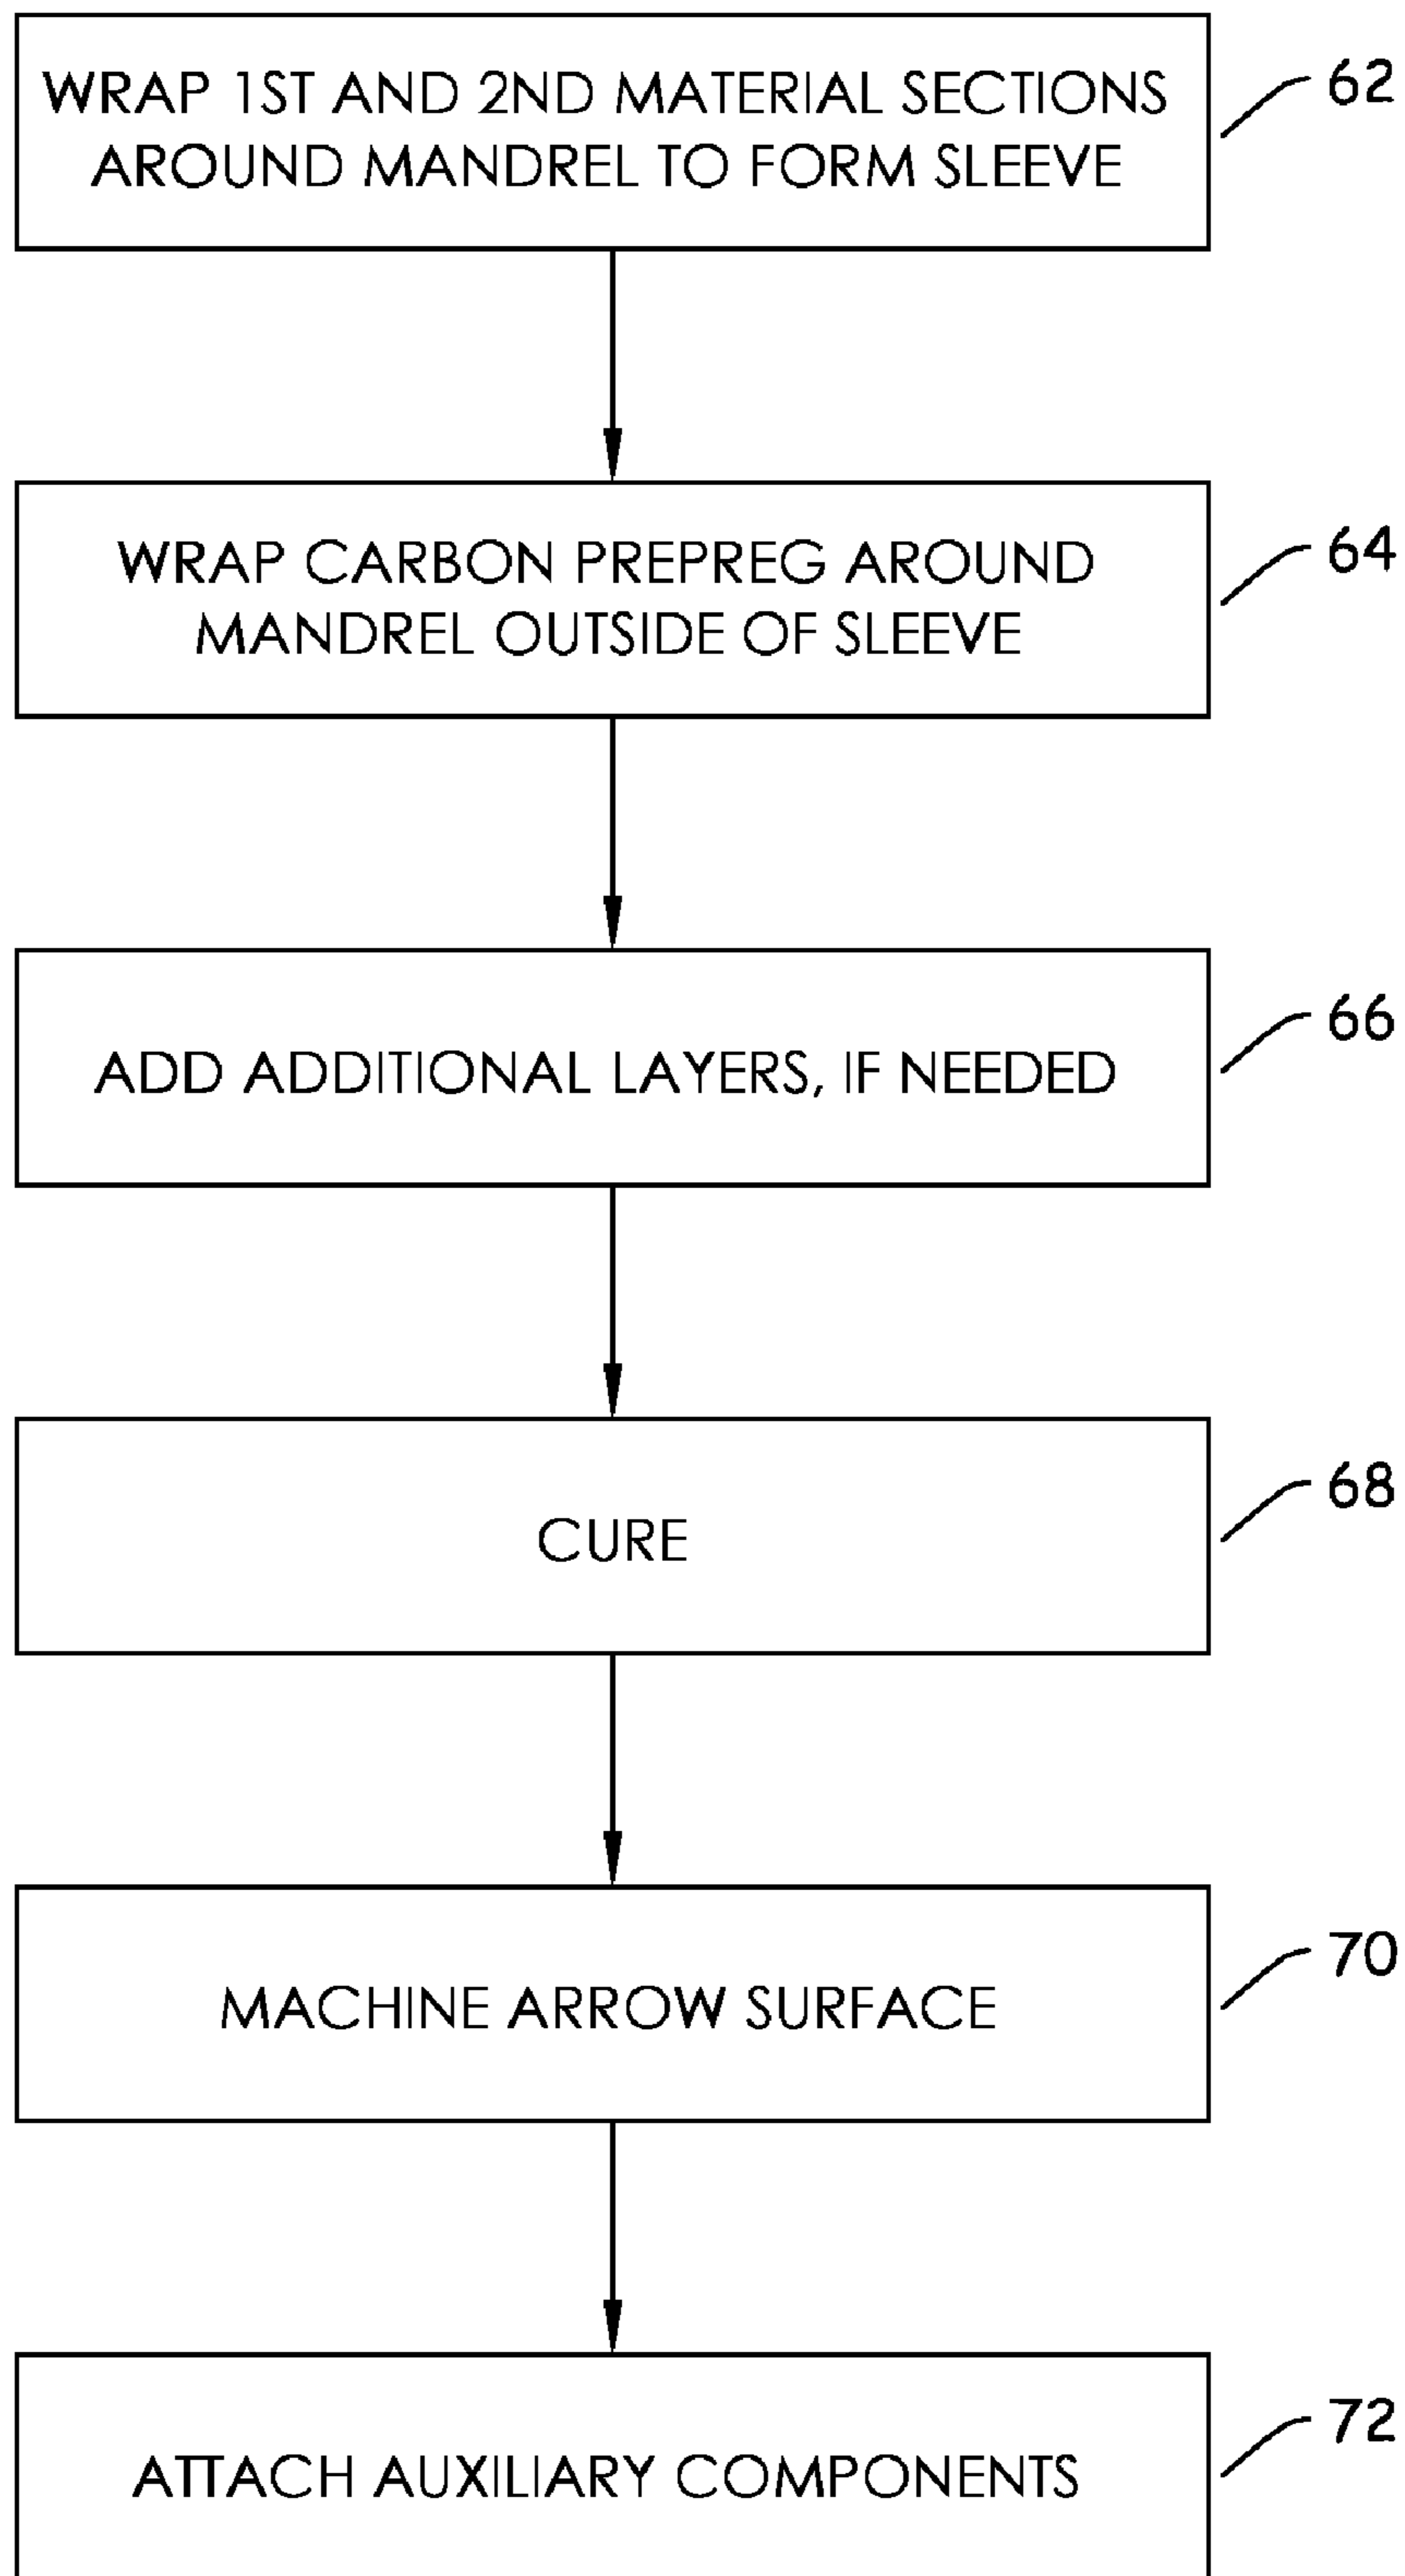 WRAP 1ST AND 2ND MATERIAL SECTIONS
AROUND MANDREL TO FORM SLEEVE
62
WRAP CARBON PREPREG AROUND
MANDREL OUTSIDE OF SLEEVE
64
ADD ADDITIONAL LAYERS, IF NEEDED
66
CURE
68
MACHINE ARROW SURFACE
70
ATTACH AUXILIARY COMPONENTS
72